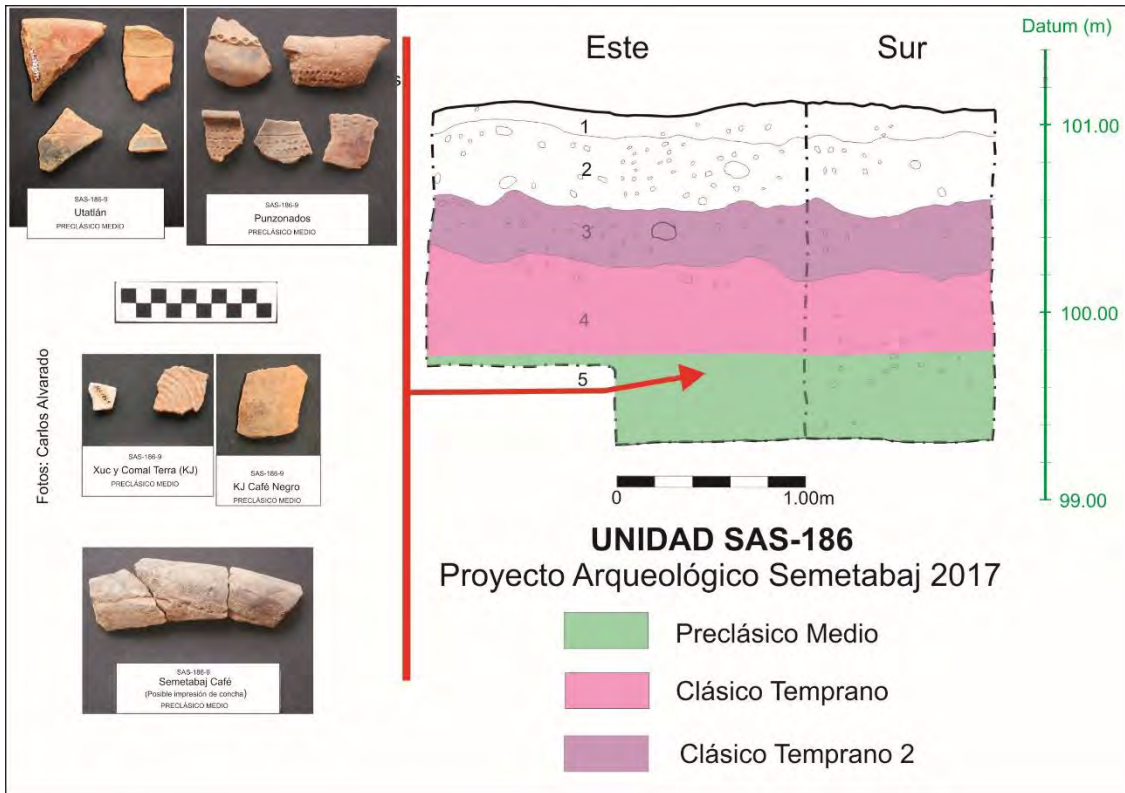 SAS-186-9
Utatlán
PRECLÁSICO MEDIO
SAS-186-9
Punzonados
PRECLÁSICO MEDIO
s
Fotos: Carlos Alvarado
SAS-186-9
Xuc y Comal Terra (KJ)
PRECLÁSICO MEDIO
SAS-186-9
KJ Café Negro
PRECLÁSICO MEDIO
Semetabaj Café
(Posible impresión de concha)
PRECLÁSICO MEDIO
Este
Sur
Datum (m)
1
2
3
4
5
101.00
100.00
99.00
0
1.00m
UNIDAD SAS-186
Proyecto Arqueológico Semetabaj 2017
Preclásico Medio
Clásico Temprano
Clásico Temprano 2